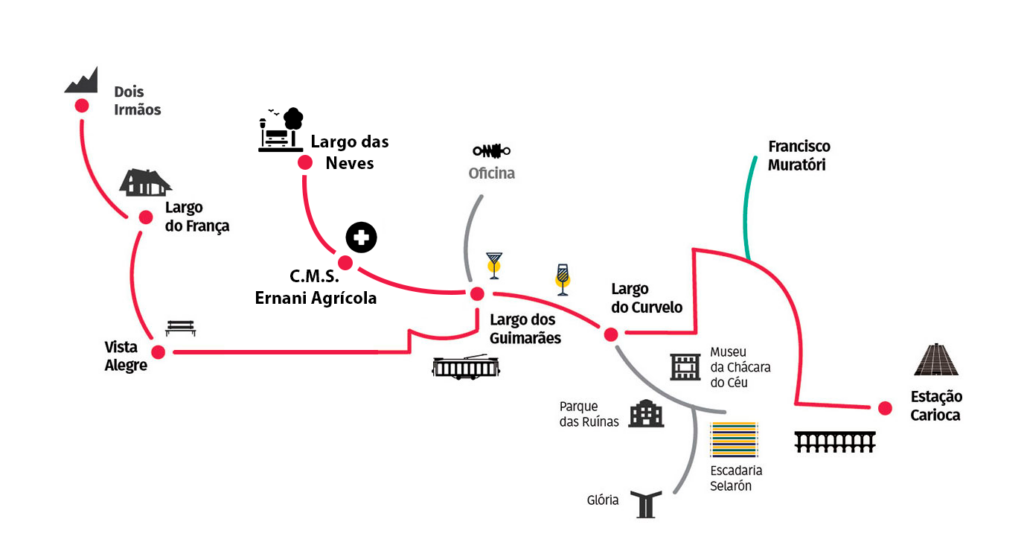 Dois
Irmãos
Largo das
Neves
Oficina
Francisco
Muratóri
Largo
do França
C.M.S.
Ernani Agrícola
Largo
do Curvelo
Largo dos
Guimarães
Vista
Alegre
Museu
da Chácara
do Céu
Estação
Carioca
Parque
das Ruínas
Escadaria
Selarón
Glória